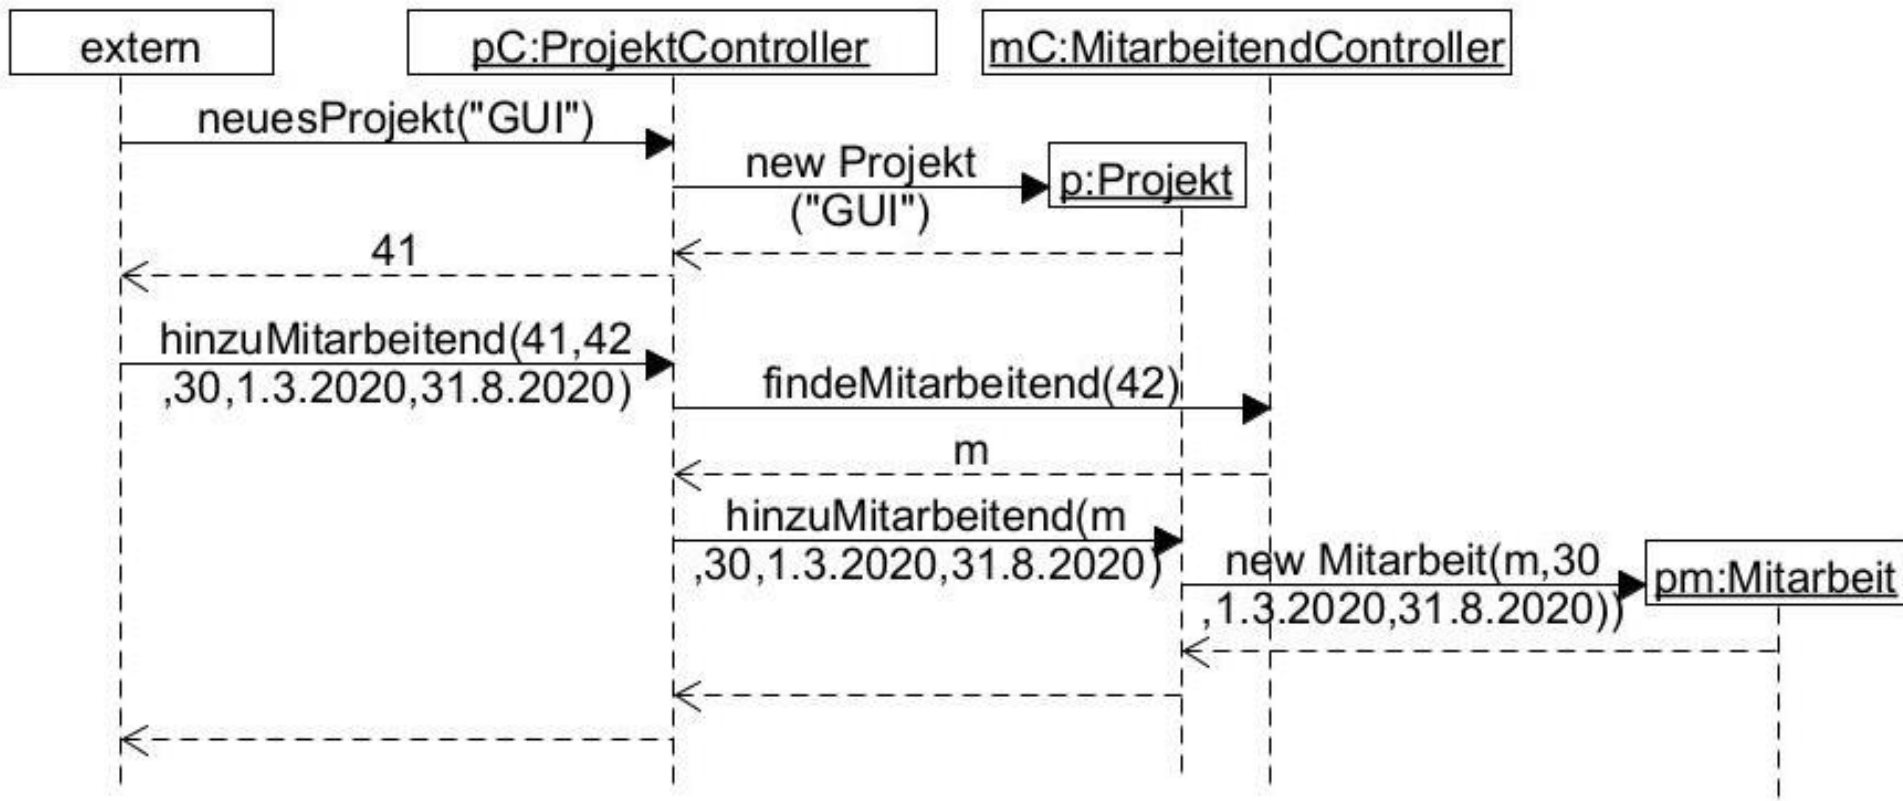 extern
pC:ProjektController
mC:MitarbeitendController
neuesProjekt("GUI")
new Projekt
("GUI")
p:Projekt
41
hinzuMitarbeitend(41,42
,30,1.3.2020,31.8.2020)
findeMitarbeitend(42)
m
hinzuMitarbeitend(m
,30,1.3.2020,31.8.2020)
new Mitarbeit(m,30
,1.3.2020,31.8.2020))
pm:Mitarbeit